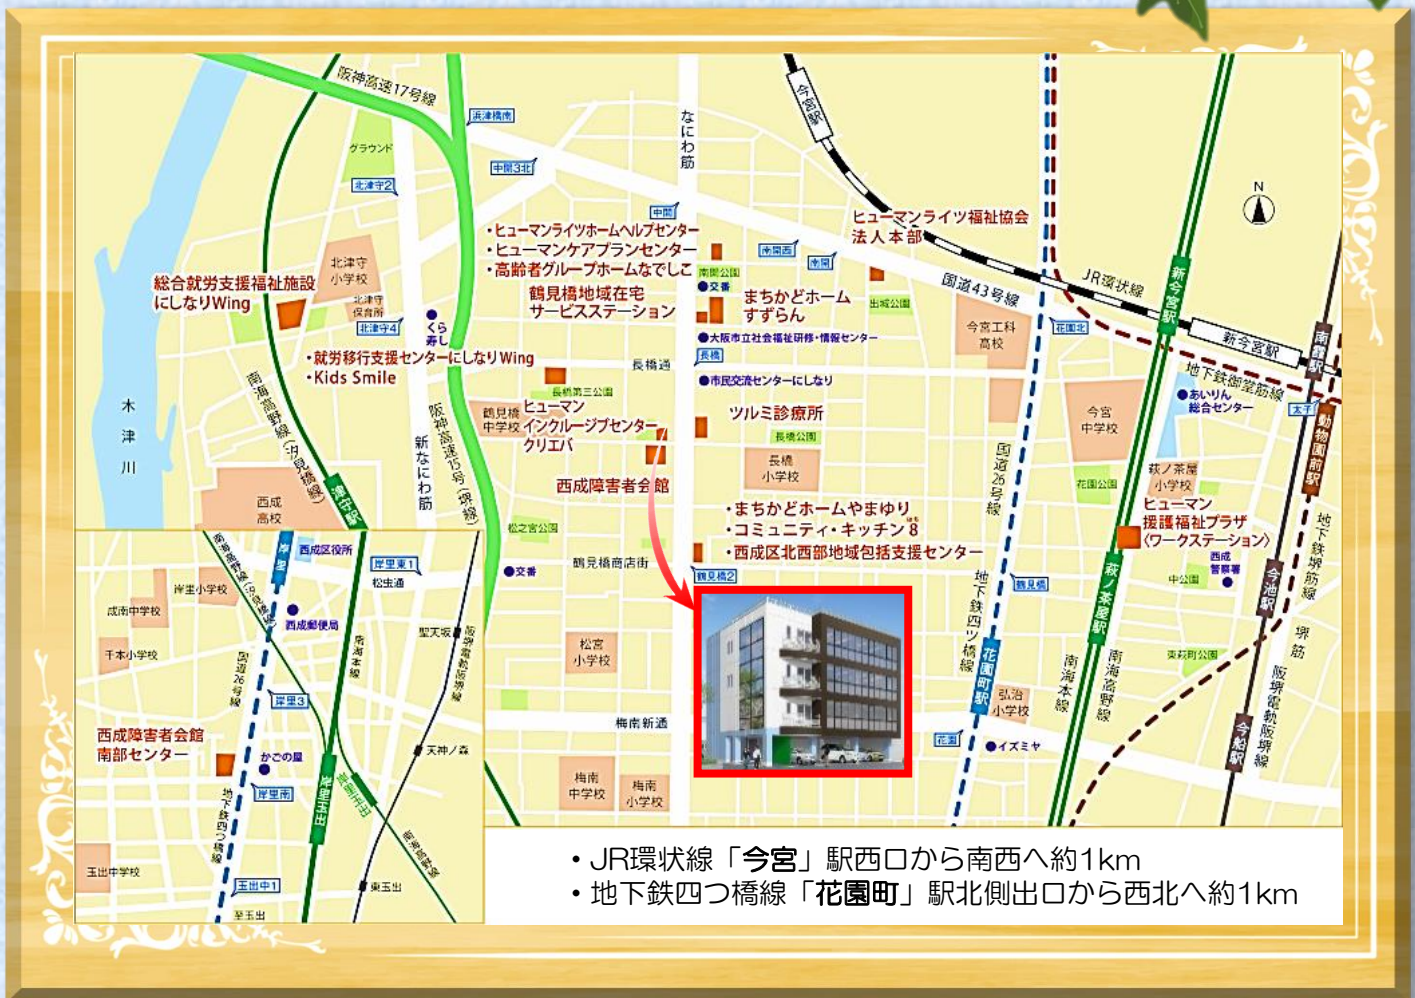 阪神高速17号線
浜津橋南
なにわ筋
今宮駅
グラウンド
中開3北
北津守2
中開
N
・ヒューマンライツホームヘルプセンター
・ヒューマンケアプランセンター
・高齢者グループホームなでしこ
ヒューマンライツ福祉協会
法人本部
南開西
南開
JR環状線
国道43号線
新今宮駅
北津守
小学校
総合就労支援福祉施設
にしなりWing
北津守
保育所
北津守4
くら
寿し
鶴見橋地域在宅
サービスステーション
南開公園
交番
まちかどホーム
すずらん
出城公園
今宮工科
高校
花園北
新今宮駅
南霞駅
大阪市立社会福祉研修・情報センター
・就労移行支援センターにしなりWing
・Kids Smile
長橋通
長橋
市民交流センターにしなり
地下鉄御堂筋線
太子
動物園前駅
あいりん
総合センター
長橋第三公園
木津川
南海高野線(汐見橋線)
阪神高速15号(堺線)
新なにわ筋
鶴見橋
中学校
ヒューマン
インクルージブセンター
クリエバ
ツルミ診療所
長橋公園
長橋
小学校
国道26号線
今宮
中学校
花園公園
萩ノ茶屋
小学校
西成障害者会館
津守駅
西成
高校
・まちかどホームやまゆり
・コミュニティ・キッチン8
はち
・西成区北西部地域包括支援センター
ヒューマン
援護福祉プラザ
〈ワークステーション〉
地下鉄堺筋線
松之宮公園
鶴見橋商店街
交番
鶴見橋2
鶴見橋
萩ノ茶屋駅
中公園
西成
警察署
今池駅
堺筋
地下鉄四ツ橋線
花園町駅
南海本線
南海高野線
東萩町公園
阪堺電軌阪堺線
今船駅
松宮
小学校
弘治
小学校
梅南新通
花園
イズミヤ
梅南
中学校
梅南
小学校
南海高野線(汐見橋線)
岸里
西成区役所
岸里東1
松虫通
岸里小学校
成南中学校
西成郵便局
聖天坂
阪堺電軌阪堺線
千本小学校
国道26号線
南海本線
岸里3
西成障害者会館
南部センター
かごの屋
天神ノ森
岸里南
岸里玉出
岸里玉出
地下鉄四つ橋線
南海高野線
玉出中学校
玉出中1
東玉出
至玉出
・JR環状線「今宮」駅西口から南西へ約1km
・地下鉄四つ橋線「花園町」駅北側出口から西北へ約1km